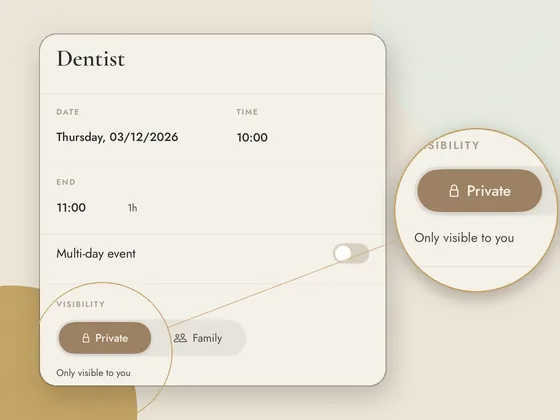 Dentist
DATE
TIME
Thursday, 03/12/2026
10:00
END
11:00
1h
Multi-day event
VISIBILITY
Private
Family
Only visible to you
SIBILITY
Private
Only visible to you